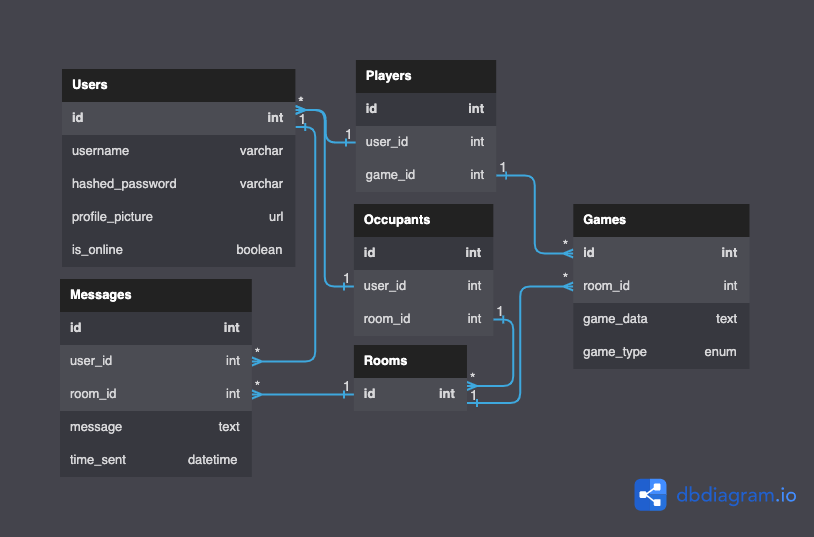 Users
id int
username varchar
hashed_password varchar
profile_picture url
is_online boolean
Messages
id int
user_id int
room_id int
message text
time_sent datetime
Players
id int
user_id int
game_id int
Occupants
id int
user_id int
room_id int
Rooms
id int
Games
id int
room_id int
game_data text
game_type enum
*
1
1
1
1
*
*
1
*
1
*
1
*
1
dbdiagram.io